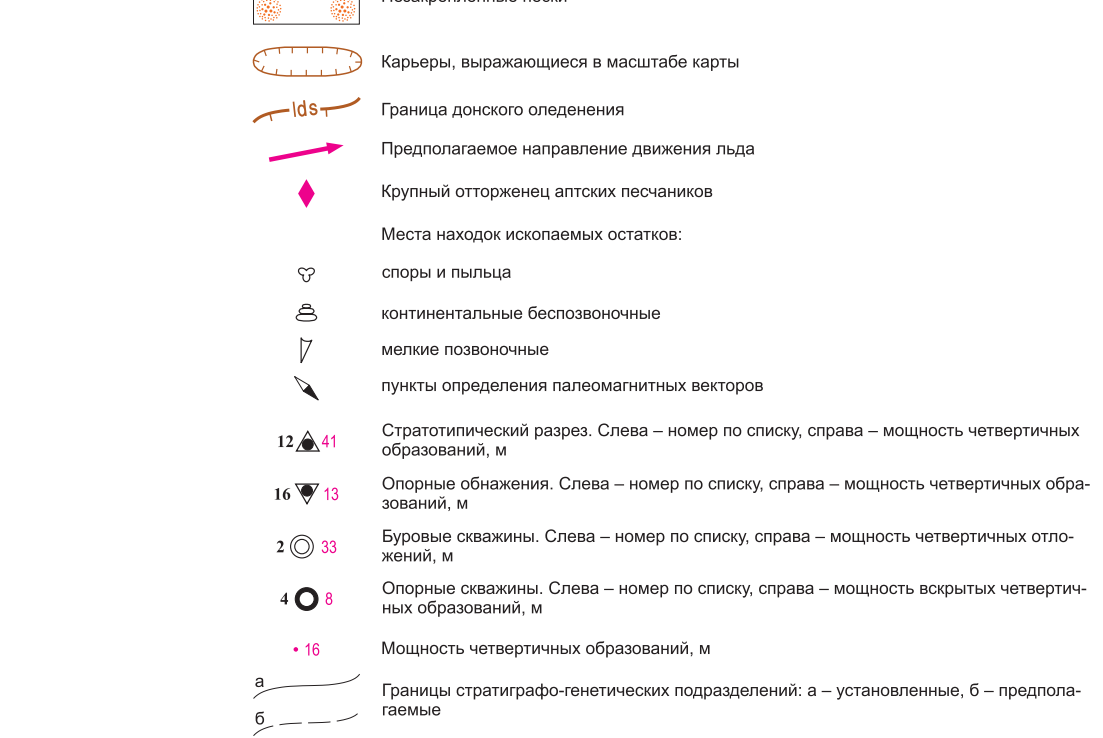 Незакрепленные пески
Карьеры, выражающиеся в масштабе карты
lds
Граница донского оледенения
Предполагаемое направление движения льда
Крупный отторженец аптских песчаников
Места находок ископаемых остатков:
споры и пыльца
континентальные беспозвоночные
мелкие позвоночные
пункты определения палеомагнитных векторов
12 41
Стратотипический разрез. Слева – номер по списку, справа – мощность четвертичных
образований, м
16 13
Опорные обнажения. Слева – номер по списку, справа – мощность четвертичных обра-
зований, м
2 33
Буровые скважины. Слева – номер по списку, справа – мощность четвертичных отло-
жений, м
4 8
Опорные скважины. Слева – номер по списку, справа – мощность вскрытых четвертич-
ных образований, м
16
Мощность четвертичных образований, м
а
б
Границы стратиграфо-генетических подразделений: а – установленные, б – предпола-
гаемые